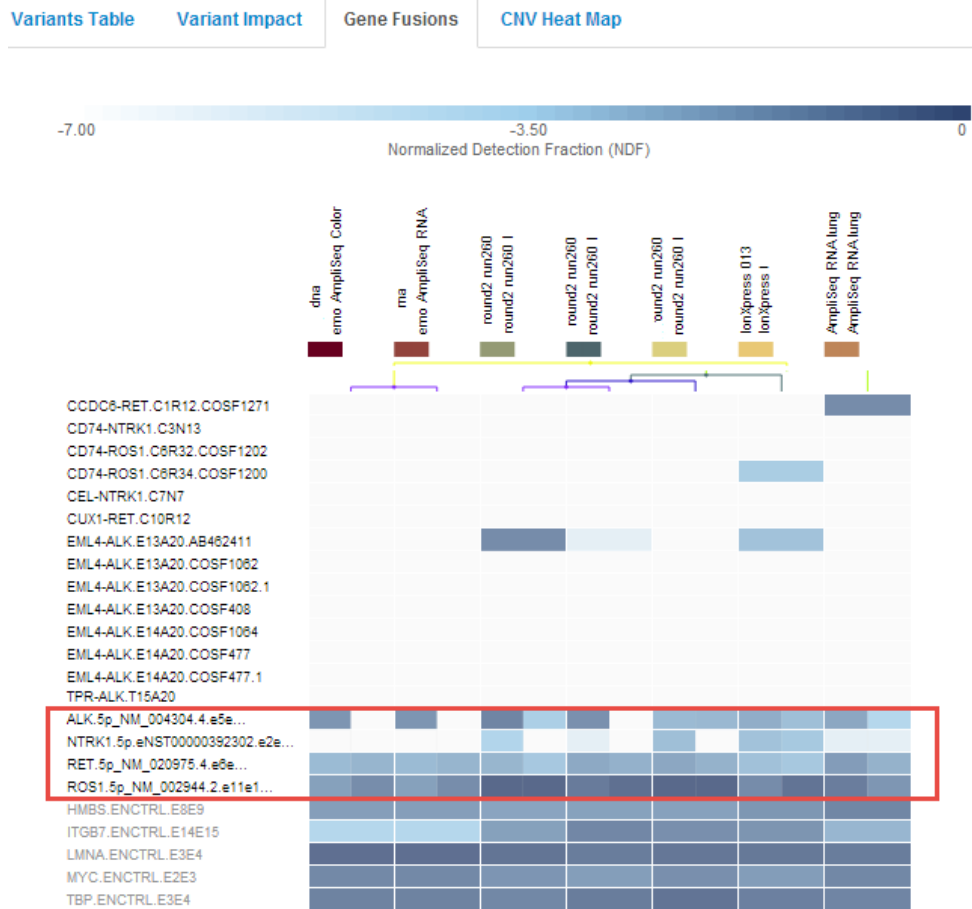 Variants Table Variant Impact Gene Fusions CNV Heat Map
-7.00 -3.50 0
Normalized Detection Fraction (NDF)
dna
emo AmpliSeq Color
rna
emo AmpliSeq RNA
round2 run260
round2 run260 I
round2 run260
round2 run260 I
ound2 run260
round2 run260 I
IonXpress 013
IonXpress I
AmpliSeq RNA lung
AmpliSeq RNA lung
CCDC6-RET.C1R12.COSF1271
CD74-NTRK1.C3N13
CD74-ROS1.C6R32.COSF1202
CD74-ROS1.C6R34.COSF1200
CEL-NTRK1.C7N7
CUX1-RET.C10R12
EML4-ALK.E13A20.AB462411
EML4-ALK.E13A20.COSF1062
EML4-ALK.E13A20.COSF1062.1
EML4-ALK.E13A20.COSF408
EML4-ALK.E14A20.COSF1064
EML4-ALK.E14A20.COSF477
EML4-ALK.E14A20.COSF477.1
TPR-ALK.T15A20
ALK.5p_NM_004304.4.e5e...
NTRK1.5p.eNST00000392302.e2e...
RET.5p_NM_020975.4.e6e...
ROS1.5p_NM_002944.2.e11e1...
HMBS.ENCTRL.E8E9
ITGB7.ENCTRL.E14E15
LMNA.ENCTRL.E3E4
MYC.ENCTRL.E2E3
TBP.ENCTRL.E3E4